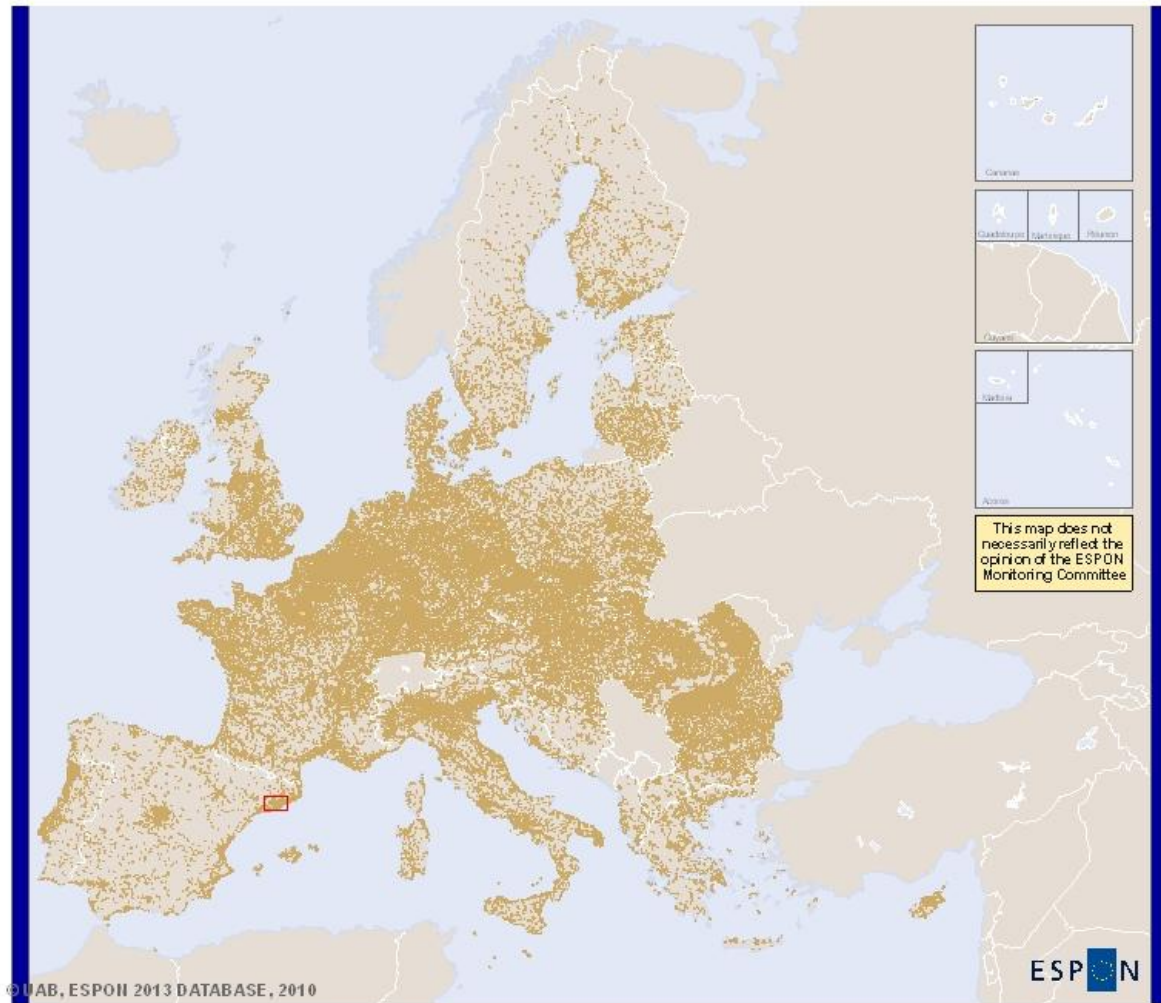 Canarias
Guadeloupe
Martinique
Réunion
Guyane
Madeira
Azores
This map does not
necessarily reflect the
opinion of the ESPON
Monitoring Committee
ESPON
© UAB, ESPON 2013 DATABASE, 2010